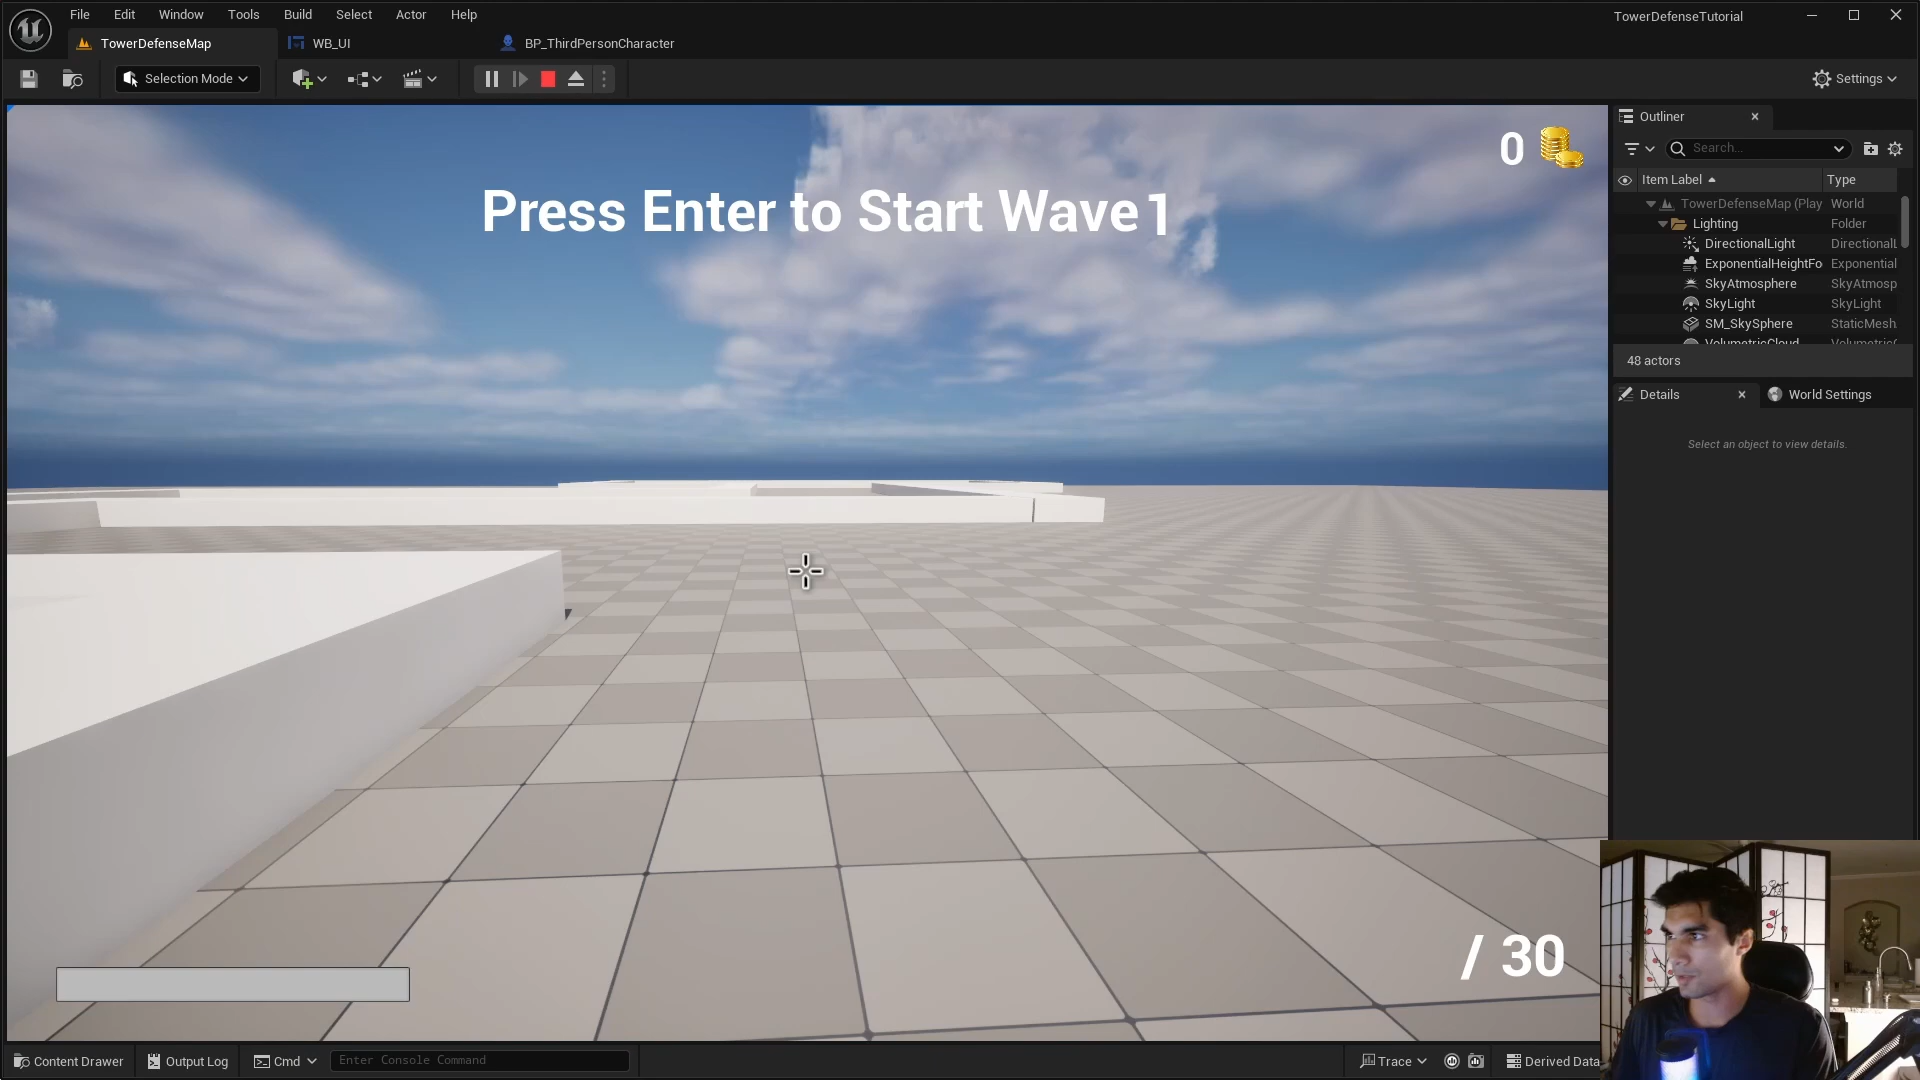 File Edit Window Tools Build Select Actor Help
TowerDefenseTutorial
TowerDefenseMap
WB_UI
BP_ThirdPersonCharacter
Selection Mode
Settings
0
Press Enter to Start Wave 1
/ 30
Outliner
Search...
Item Label Type
TowerDefenseMap (Play World
Lighting Folder
DirectionalLight DirectionalL
ExponentialHeightFo Exponential
SkyAtmosphere SkyAtmosp
SkyLight SkyLight
SM_SkySphere StaticMesh
VolumetricCloud Volumetric
48 actors
Details
World Settings
Select an object to view details.
Content Drawer
Output Log
Cmd
Enter Console Command
Trace
Derived Data